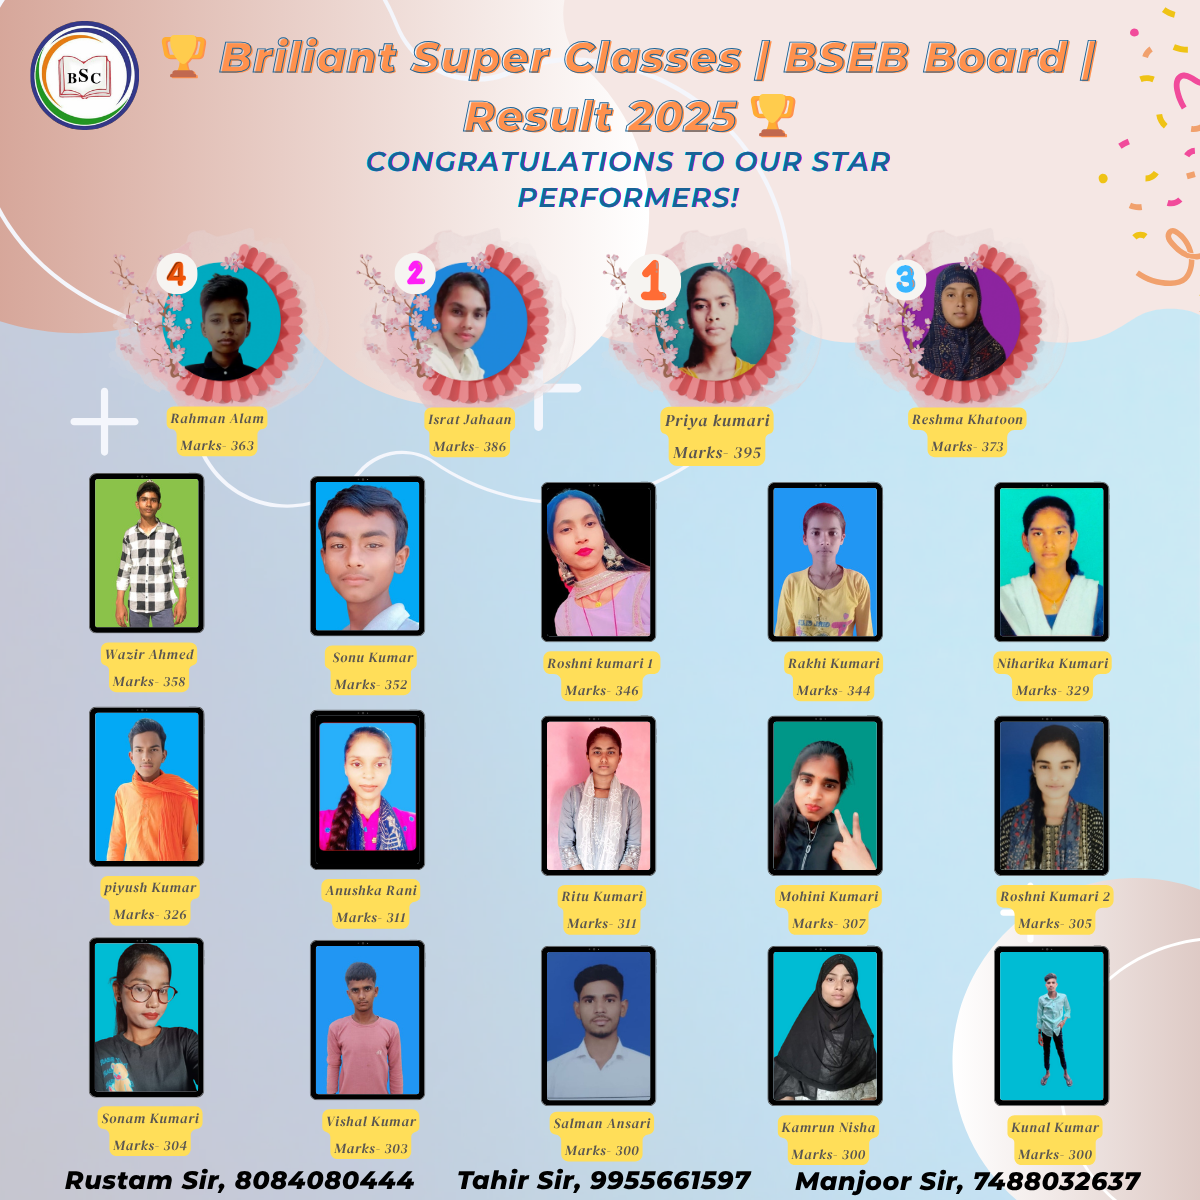 BSC
🏆 Briliant Super Classes | BSEB Board |
Result 2025 🏆
CONGRATULATIONS TO OUR STAR
PERFORMERS!
4
2
1
3
Rahman Alam
Marks- 363
Israt Jahaan
Marks- 386
Priya kumari
Marks- 395
Reshma Khatoon
Marks- 373
Wazir Ahmed
Marks- 358
Sonu Kumar
Marks- 352
Roshni kumari 1
Marks- 346
Rakhi Kumari
Marks- 344
Niharika Kumari
Marks- 329
piyush Kumar
Marks- 326
Anushka Rani
Marks- 311
Ritu Kumari
Marks- 311
Mohini Kumari
Marks- 307
Roshni Kumari 2
Marks- 305
Sonam Kumari
Marks- 304
Vishal Kumar
Marks- 303
Salman Ansari
Marks- 300
Kamrun Nisha
Marks- 300
Kunal Kumar
Marks- 300
Rustam Sir, 8084080444
Tahir Sir, 9955661597
Manjoor Sir, 7488032637